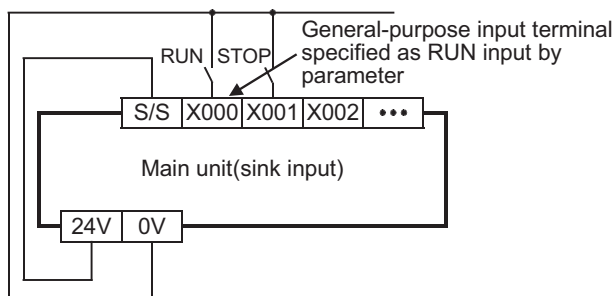 General-purpose input terminal
specified as RUN input by
parameter
RUN STOP
S/S X000 X001 X002 •••
Main unit(sink input)
24V 0V